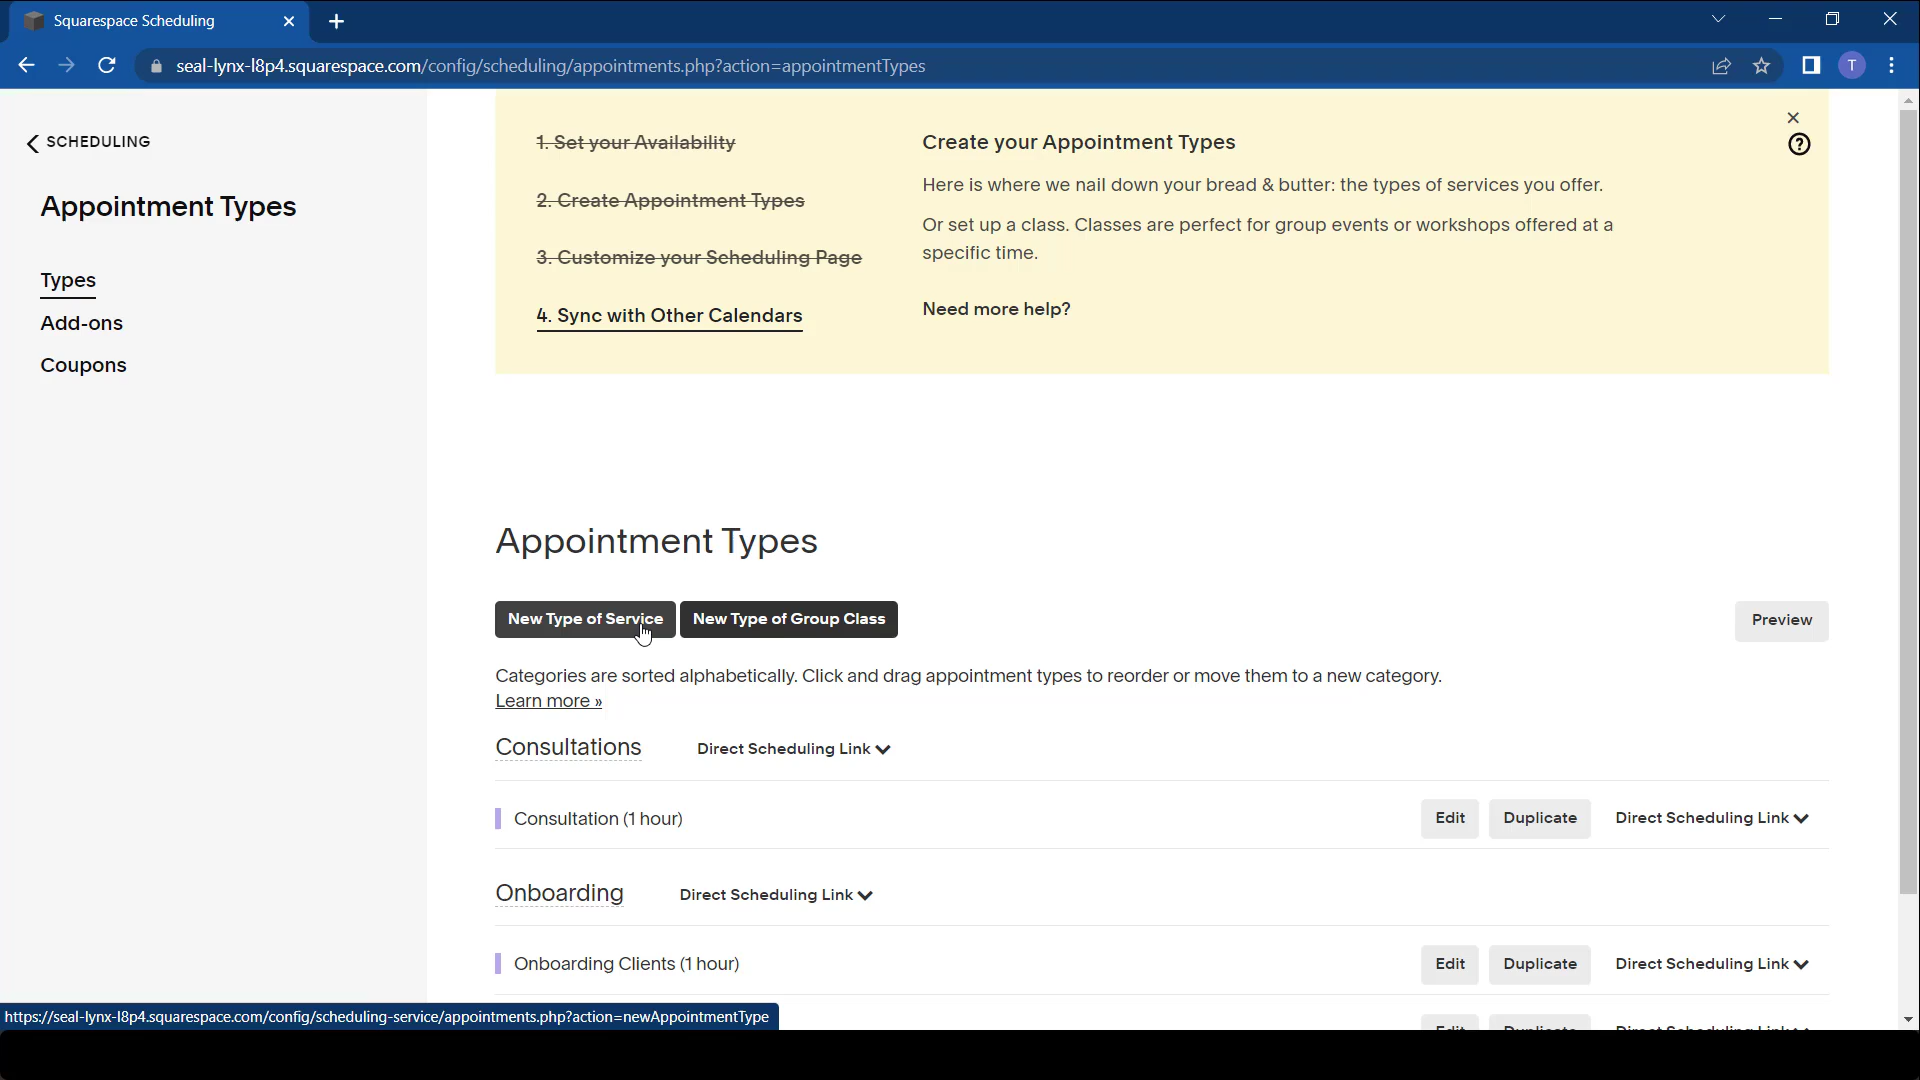 Squarespace Scheduling
seal-lynx-l8p4.squarespace.com/config/scheduling/appointments.php?action=appointmentTypes
T
SCHEDULING
Appointment Types
Types
Add-ons
Coupons
1. Set your Availability
2. Create Appointment Types
3. Customize your Scheduling Page
4. Sync with Other Calendars
Create your Appointment Types
Here is where we nail down your bread & butter: the types of services you offer.
Or set up a class. Classes are perfect for group events or workshops offered at a
specific time.
Need more help?
Appointment Types
New Type of Service
New Type of Group Class
Preview
Categories are sorted alphabetically. Click and drag appointment types to reorder or move them to a new category.
Learn more »
Consultations
Direct Scheduling Link
Consultation (1 hour)
Edit
Duplicate
Direct Scheduling Link
Onboarding
Direct Scheduling Link
Onboarding Clients (1 hour)
Edit
Duplicate
Direct Scheduling Link
https://seal-lynx-l8p4.squarespace.com/config/scheduling-service/appointments.php?action=newAppointmentType